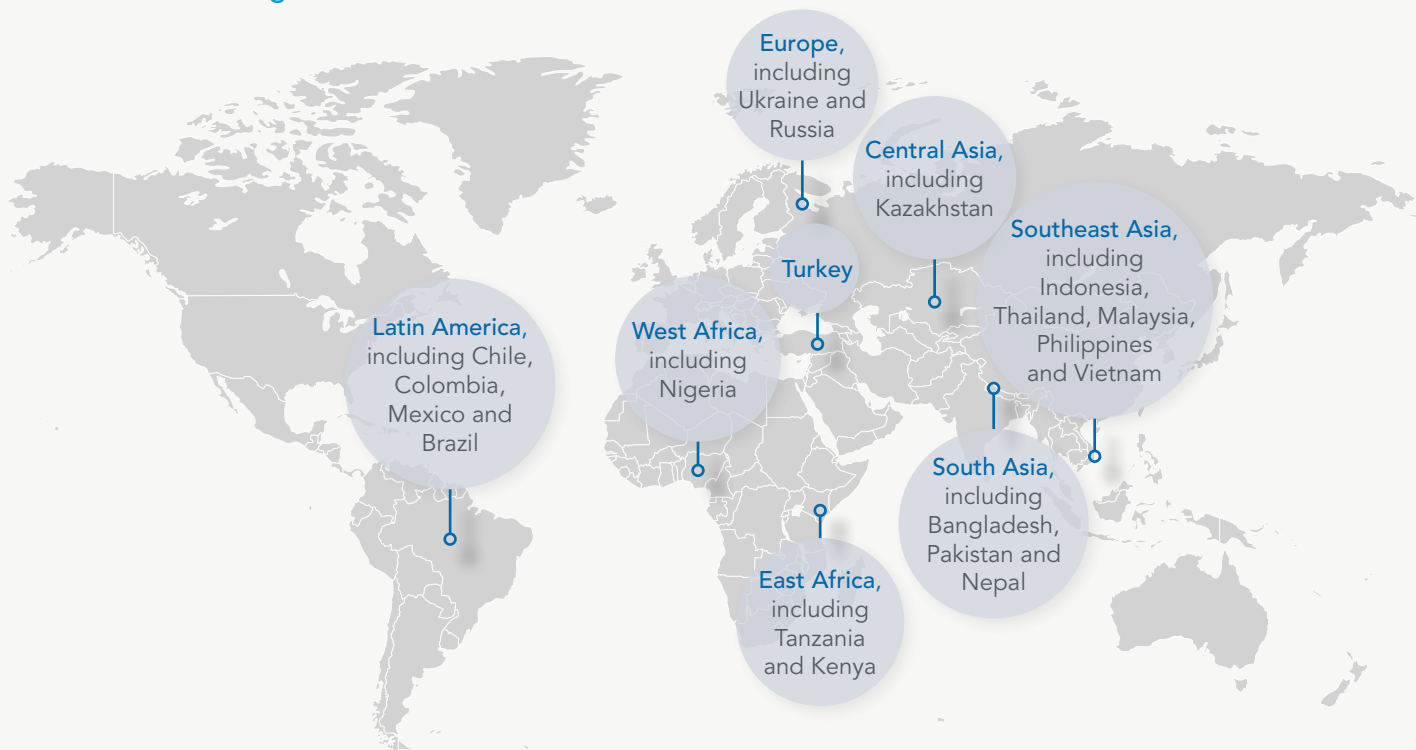 Europe,
including
Ukraine and
Russia
Central Asia,
including
Kazakhstan
Southeast Asia,
including
Indonesia,
Thailand, Malaysia,
Philippines
and Vietnam
Turkey
Latin America,
including Chile,
Colombia,
Mexico and
Brazil
West Africa,
including
Nigeria
South Asia,
including
Bangladesh,
Pakistan and
Nepal
East Africa,
including
Tanzania
and Kenya